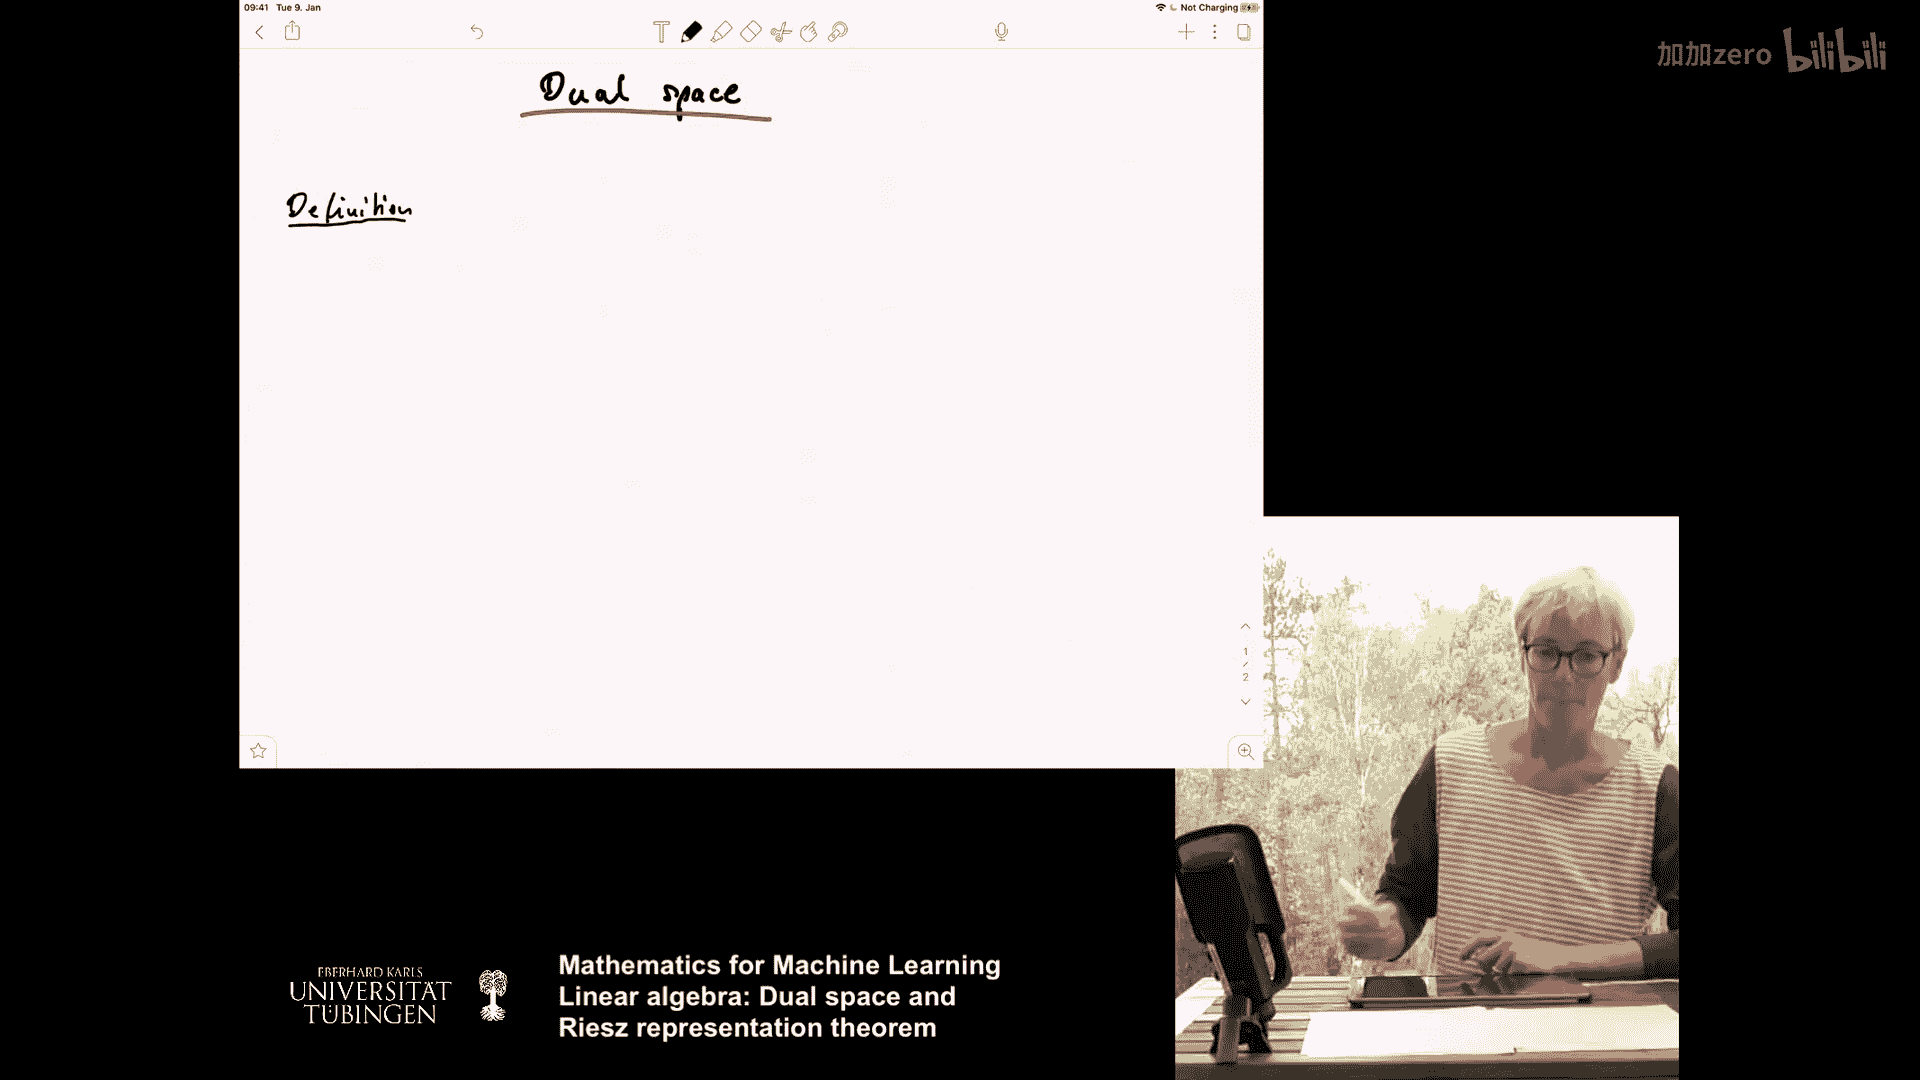 09:41 Tue 9. Jan
Not Charging
加加zero bilibili
Dual space
Definition
1
/
2
EBERHARD KARLS
UNIVERSITÄT
TÜBINGEN
Mathematics for Machine Learning
Linear algebra: Dual space and
Riesz representation theorem